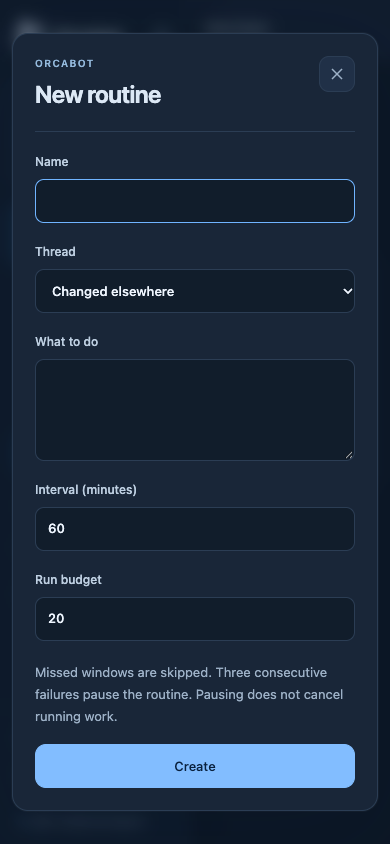 ORCABOT
New routine
Name
Thread
Changed elsewhere
What to do
Interval (minutes)
60
Run budget
20
Missed windows are skipped. Three consecutive
failures pause the routine. Pausing does not cancel
running work.
Create